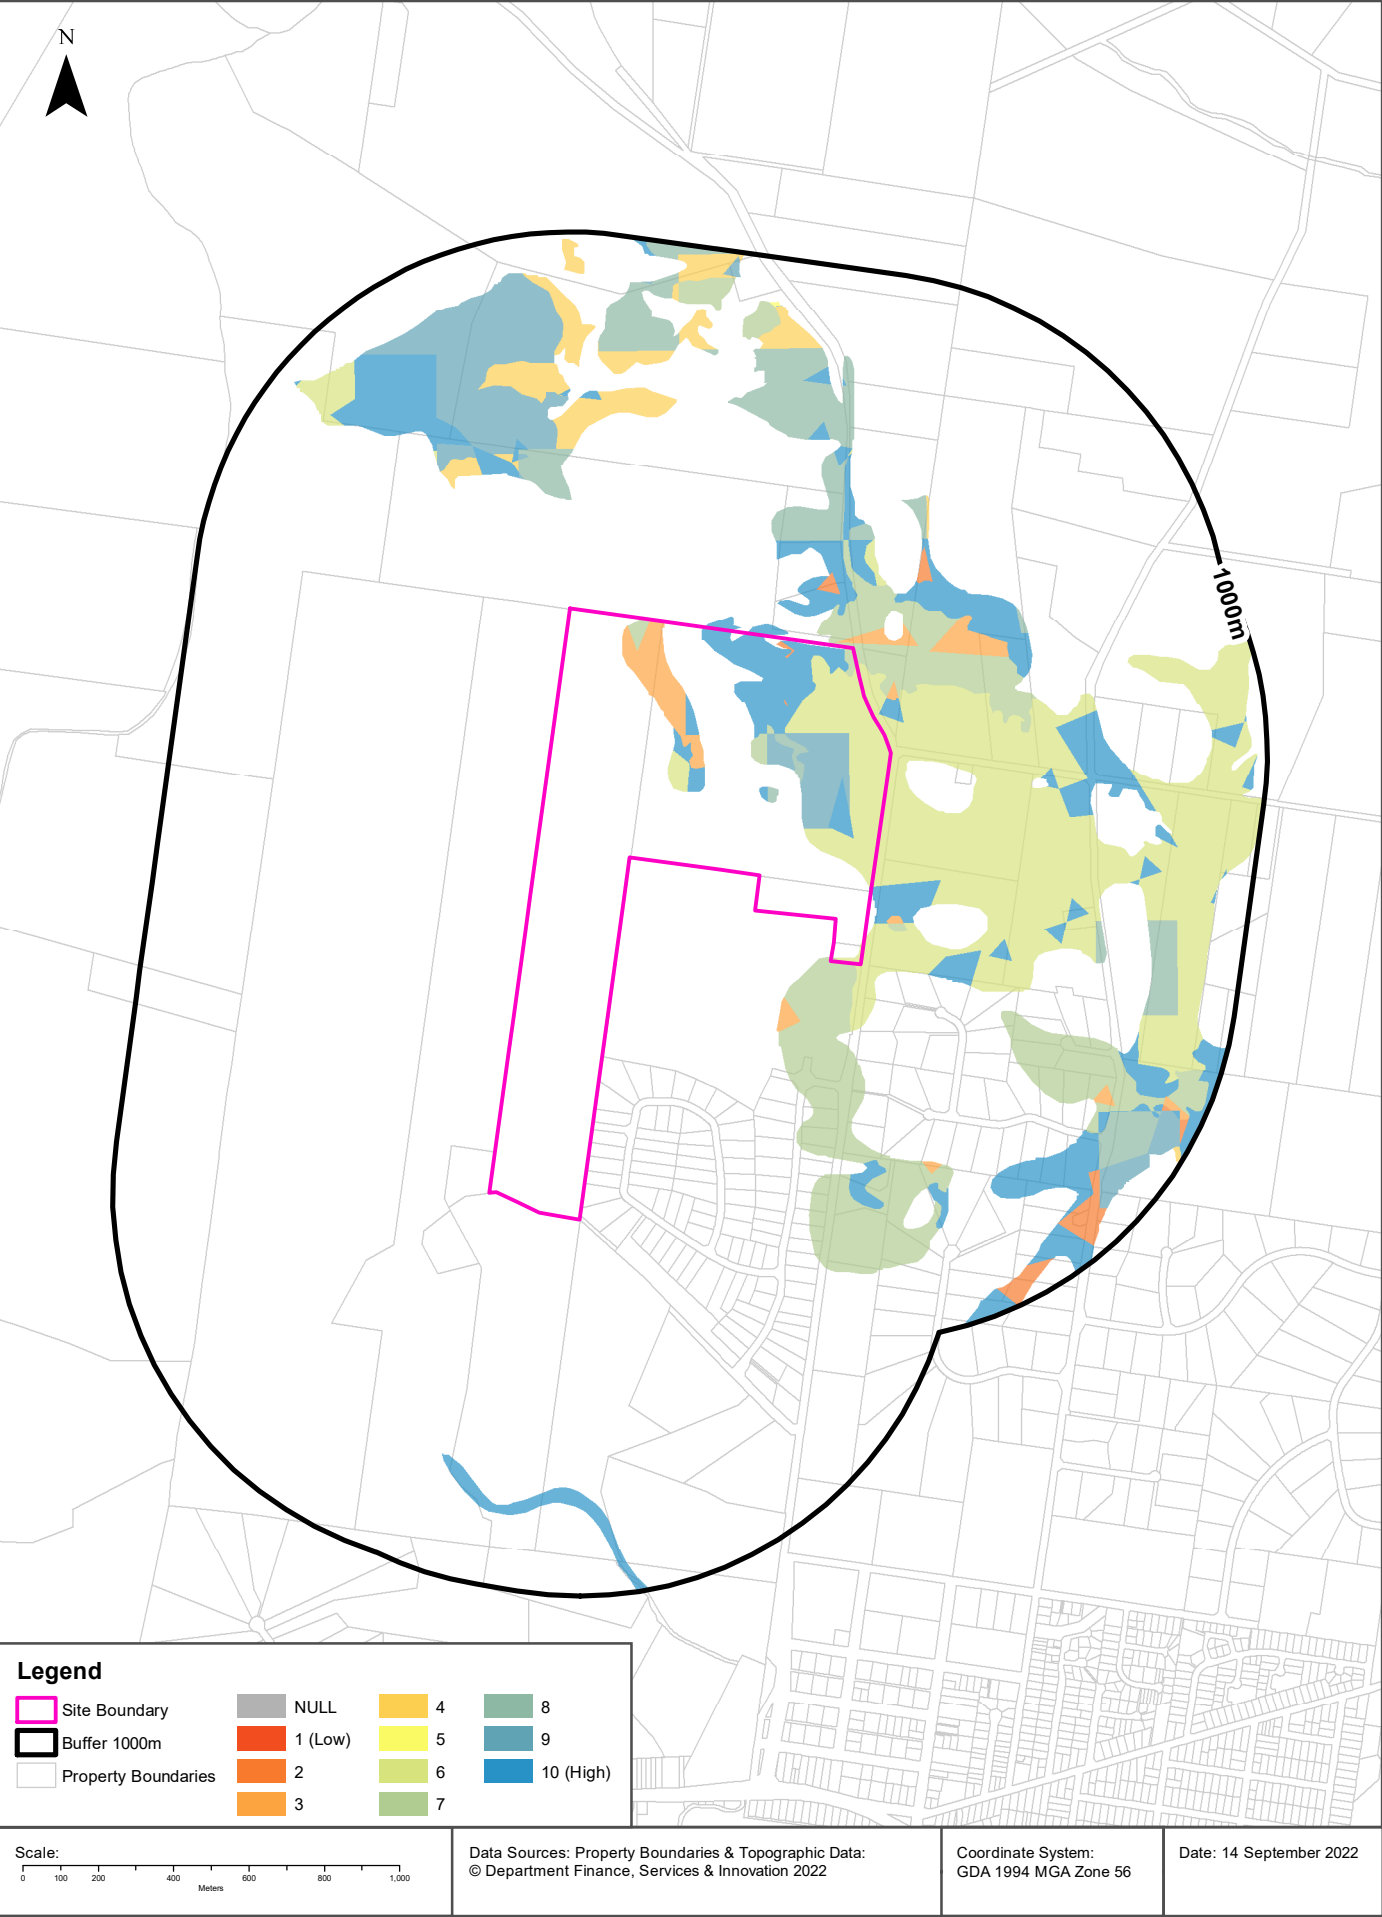 N
1000m
Legend
Site Boundary
Buffer 1000m
Property Boundaries
NULL
1 (Low)
2
3
4
5
6
7
8
9
10 (High)
Scale:
0 100 200 400 600 800 1,000
Meters
Data Sources: Property Boundaries & Topographic Data:
© Department Finance, Services & Innovation 2022
Coordinate System:
GDA 1994 MGA Zone 56
Date: 14 September 2022